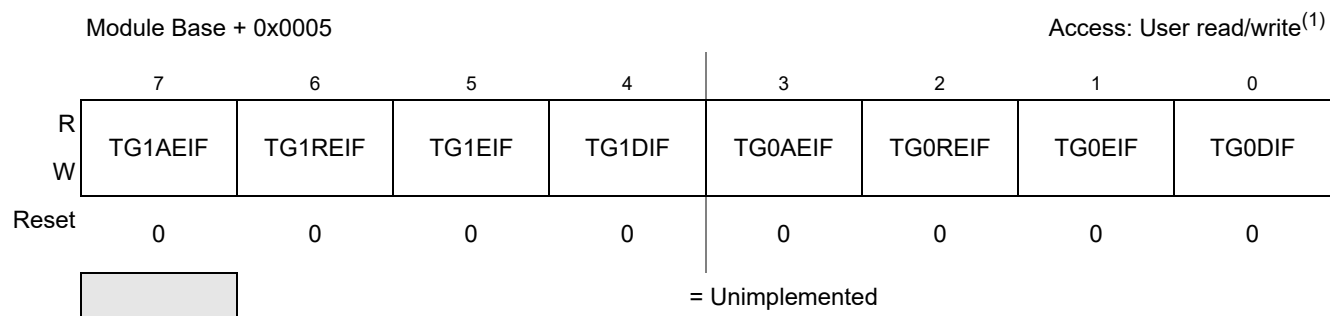 Module Base + 0x0005 Access: User read/write(1)
7 6 5 4 3 2 1 0
R
TG1AEIF TG1REIF TG1EIF TG1DIF TG0AEIF TG0REIF TG0EIF TG0DIF
W
Reset 0 0 0 0 0 0 0 0
= Unimplemented